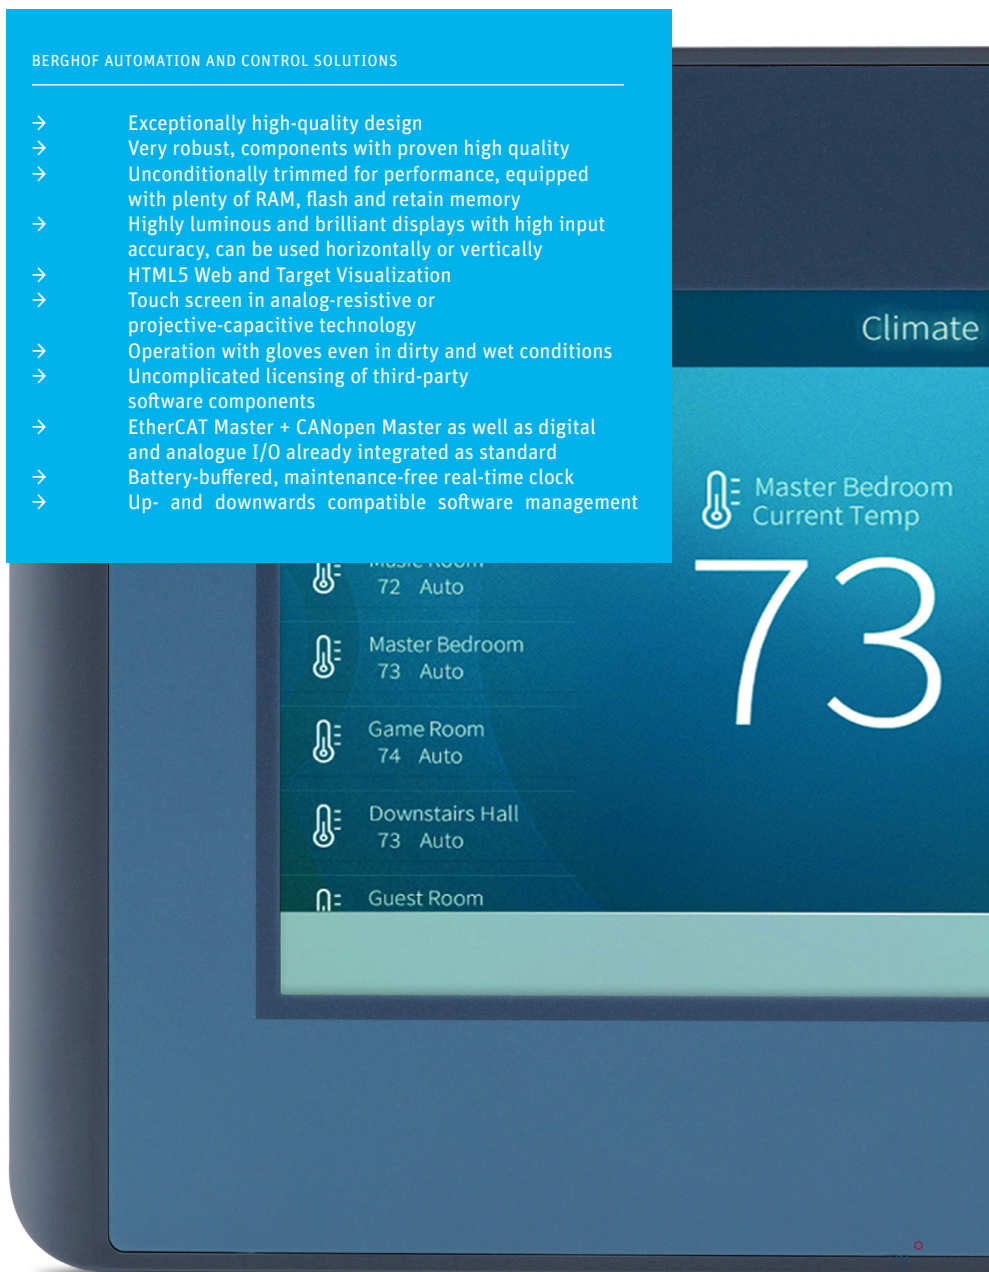 BERGHOF AUTOMATION AND CONTROL SOLUTIONS
→ Exceptionally high-quality design
→ Very robust, components with proven high quality
→ Unconditionally trimmed for performance, equipped
with plenty of RAM, flash and retain memory
→ Highly luminous and brilliant displays with high input
accuracy, can be used horizontally or vertically
→ HTML5 Web and Target Visualization
→ Touch screen in analog-resistive or
projective-capacitive technology
→ Operation with gloves even in dirty and wet conditions
→ Uncomplicated licensing of third-party
software components
→ EtherCAT Master + CANopen Master as well as digital
and analogue I/O already integrated as standard
→ Battery-buffered, maintenance-free real-time clock
→ Up- and downwards compatible software management
Climate
Master Bedroom
Current Temp
73
Music Room
72 Auto
Master Bedroom
73 Auto
Game Room
74 Auto
Downstairs Hall
73 Auto
Guest Room